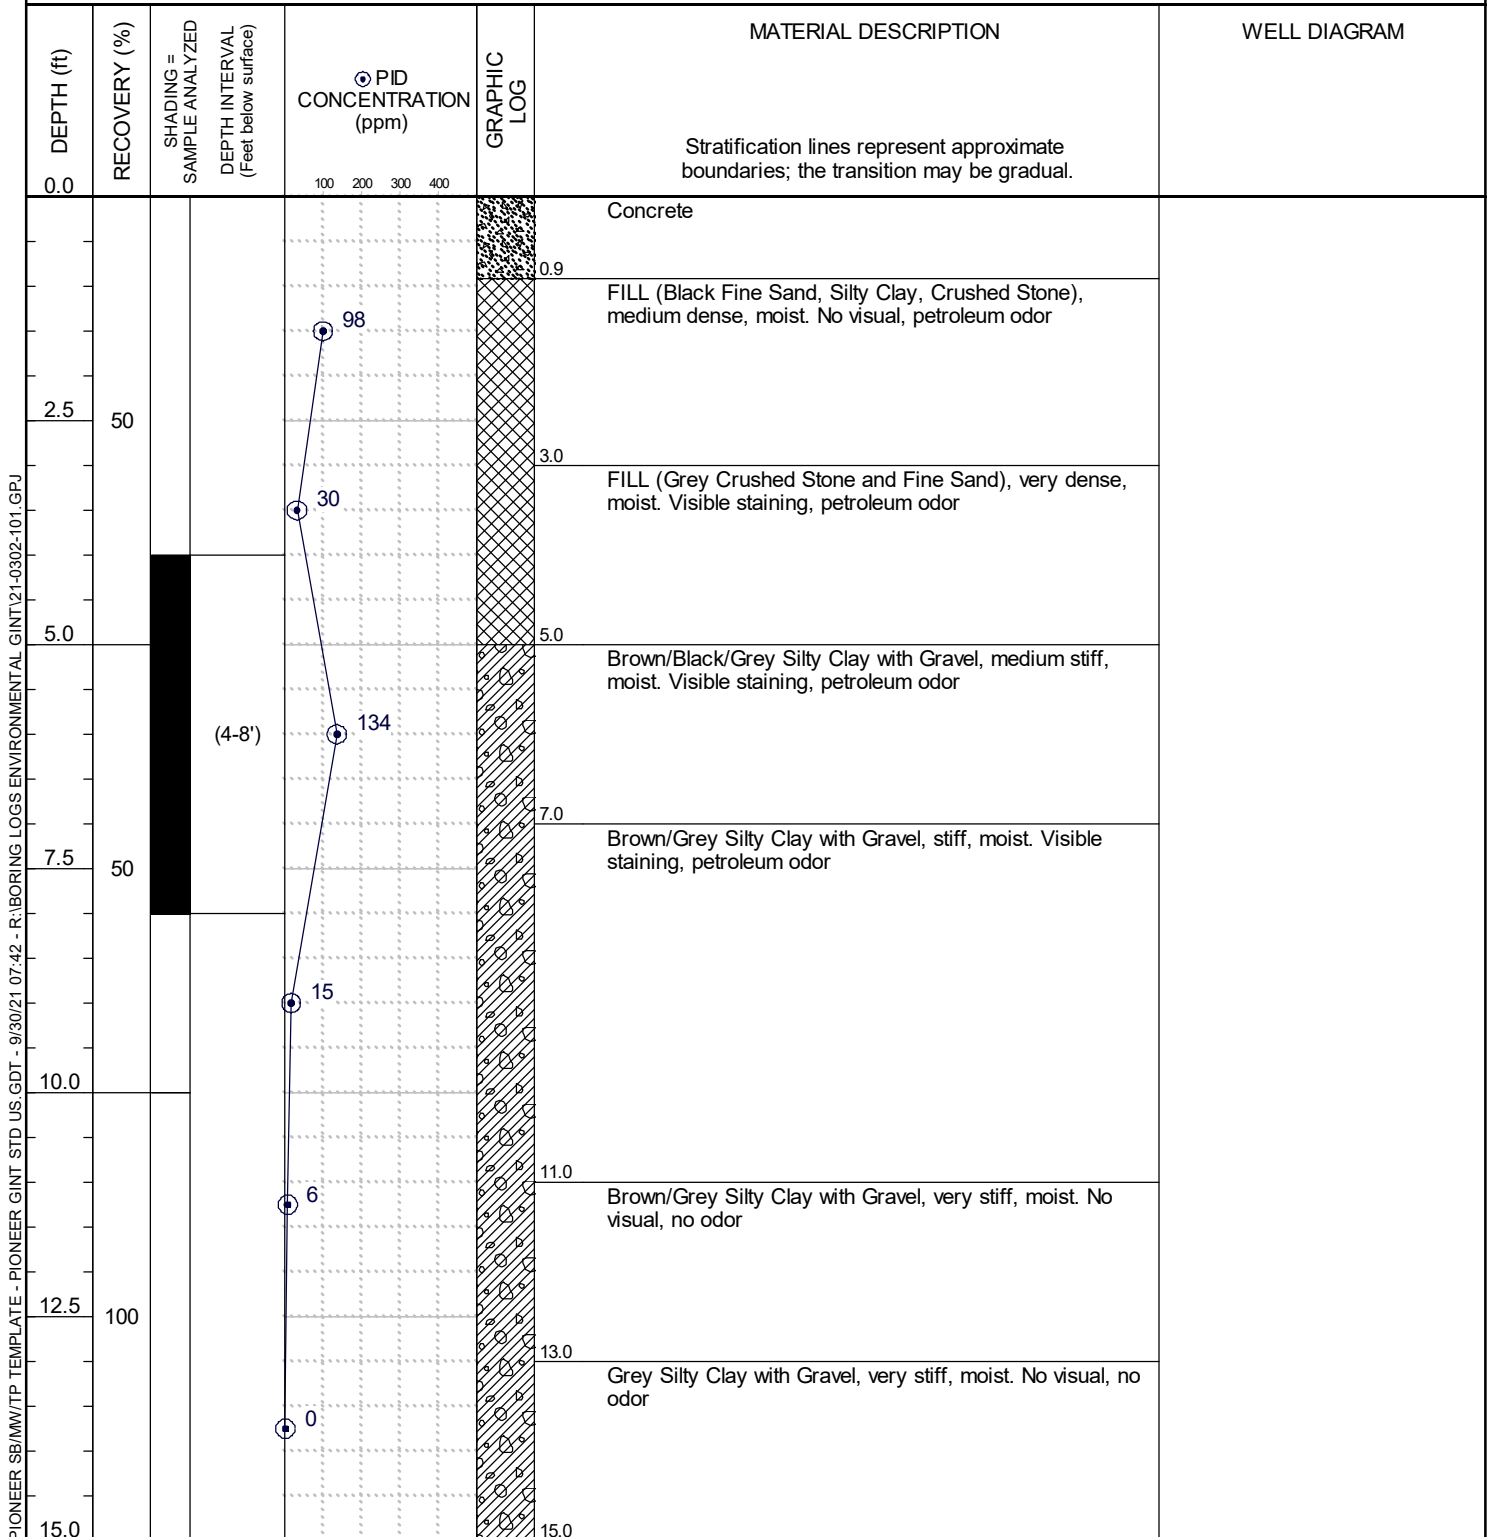 DEPTH (ft)
0.0
RECOVERY (%)
SHADING =
SAMPLE ANALYZED
DEPTH INTERVAL
(Feet below surface)
PID
CONCENTRATION
(ppm)
100 200 300 400
GRAPHIC
LOG
MATERIAL DESCRIPTION
Stratification lines represent approximate
boundaries; the transition may be gradual.
WELL DIAGRAM
Concrete
0.9
FILL (Black Fine Sand, Silty Clay, Crushed Stone),
medium dense, moist. No visual, petroleum odor
98
2.5
50
3.0
FILL (Grey Crushed Stone and Fine Sand), very dense,
moist. Visible staining, petroleum odor
30
5.0
5.0
Brown/Black/Grey Silty Clay with Gravel, medium stiff,
moist. Visible staining, petroleum odor
(4-8')
134
7.0
Brown/Grey Silty Clay with Gravel, stiff, moist. Visible
staining, petroleum odor
7.5
50
15
10.0
11.0
Brown/Grey Silty Clay with Gravel, very stiff, moist. No
visual, no odor
6
12.5
100
13.0
Grey Silty Clay with Gravel, very stiff, moist. No visual, no
odor
0
15.0
15.0
PIONEER SB/MW/TP TEMPLATE - PIONEER GINT STD US.GDT - 9/30/21 07:42 - R:\BORING LOGS ENVIRONMENTAL GINT\21-0302-101.GPJ